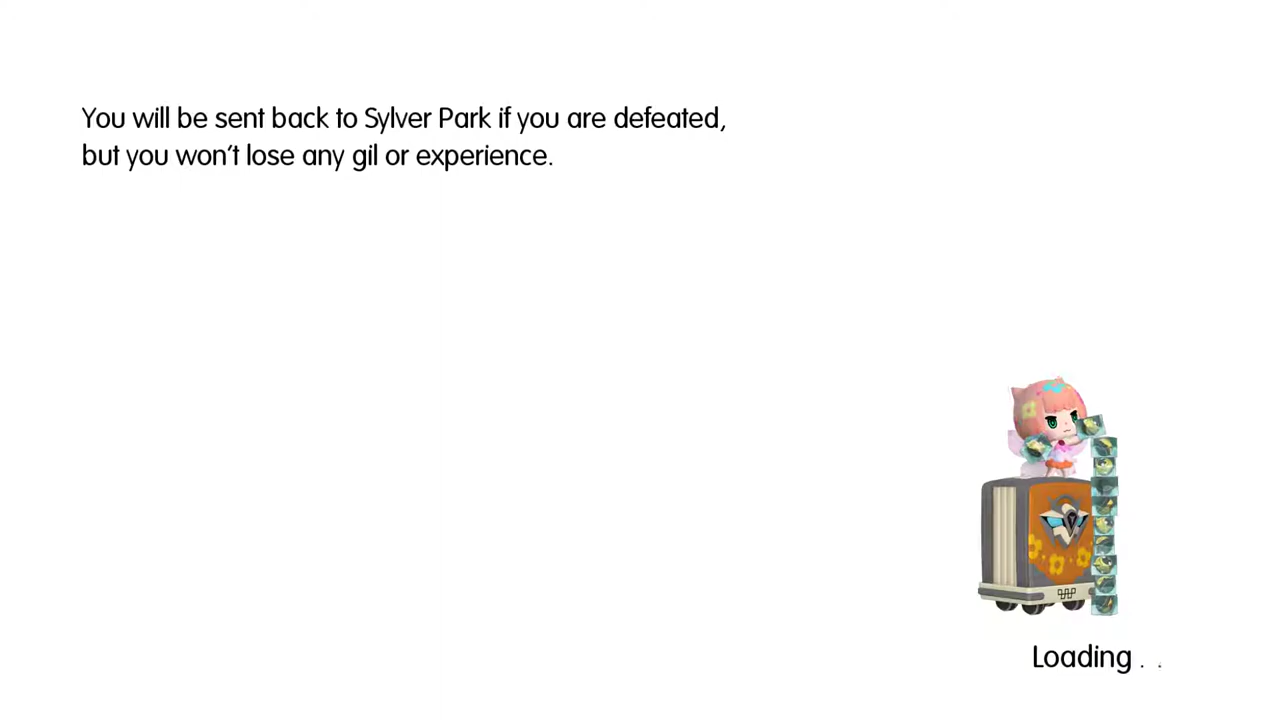 You will be sent back to Sylver Park if you are defeated,
but you won't lose any gil or experience.
Loading . .